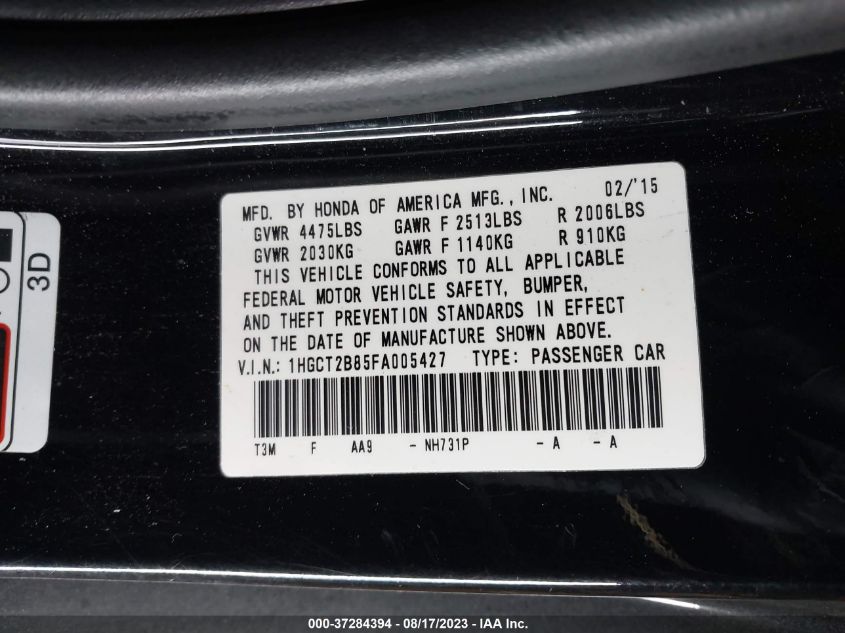 MFD. BY HONDA OF AMERICA MFG., INC. 02/'15
GVWR 4475LBS GAWR F 2513LBS R 2006LBS
GVWR 2030KG GAWR F 1140KG R 910KG
THIS VEHICLE CONFORMS TO ALL APPLICABLE
FEDERAL MOTOR VEHICLE SAFETY, BUMPER,
AND THEFT PREVENTION STANDARDS IN EFFECT
ON THE DATE OF MANUFACTURE SHOWN ABOVE.
V.I.N.: 1HGCT2B85FA005427 TYPE: PASSENGER CAR
T3M F AA9 - NH731P - A - A
3D
000-37284394 - 08/17/2023 - IAA Inc.